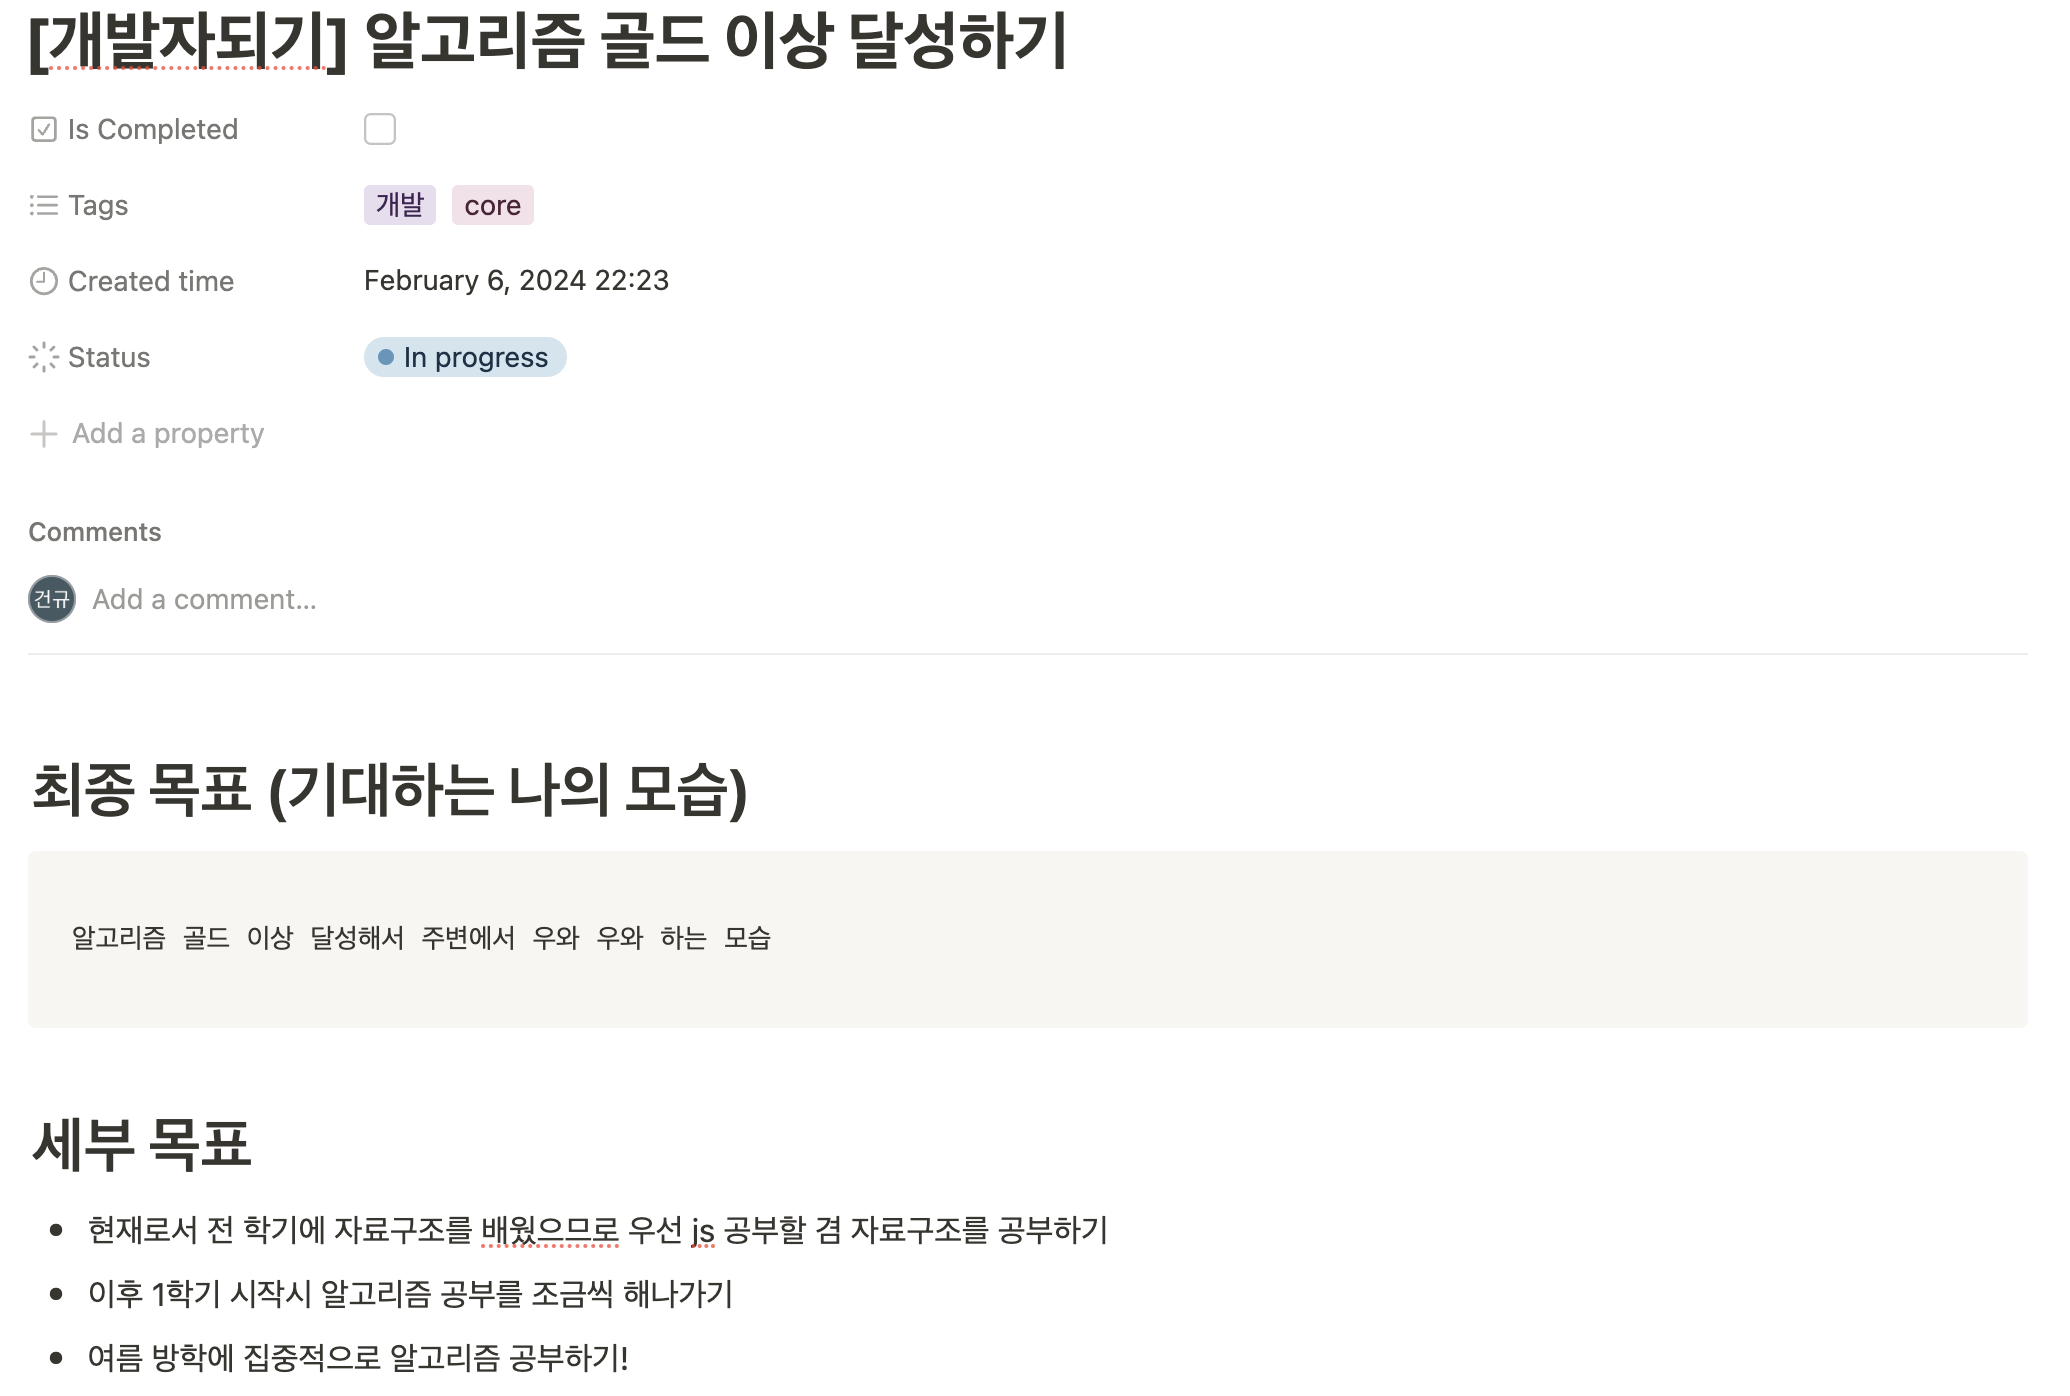 [개발자되기] 알고리즘 골드 이상 달성하기
Is Completed
Tags 개발 core
Created time February 6, 2024 22:23
Status In progress
Add a property
Comments
건규 Add a comment...
최종 목표 (기대하는 나의 모습)
알고리즘 골드 이상 달성해서 주변에서 우와 우와 하는 모습
세부 목표
• 현재로서 전 학기에 자료구조를 배웠으므로 우선 js 공부할 겸 자료구조를 공부하기
• 이후 1학기 시작시 알고리즘 공부를 조금씩 해나가기
• 여름 방학에 집중적으로 알고리즘 공부하기!